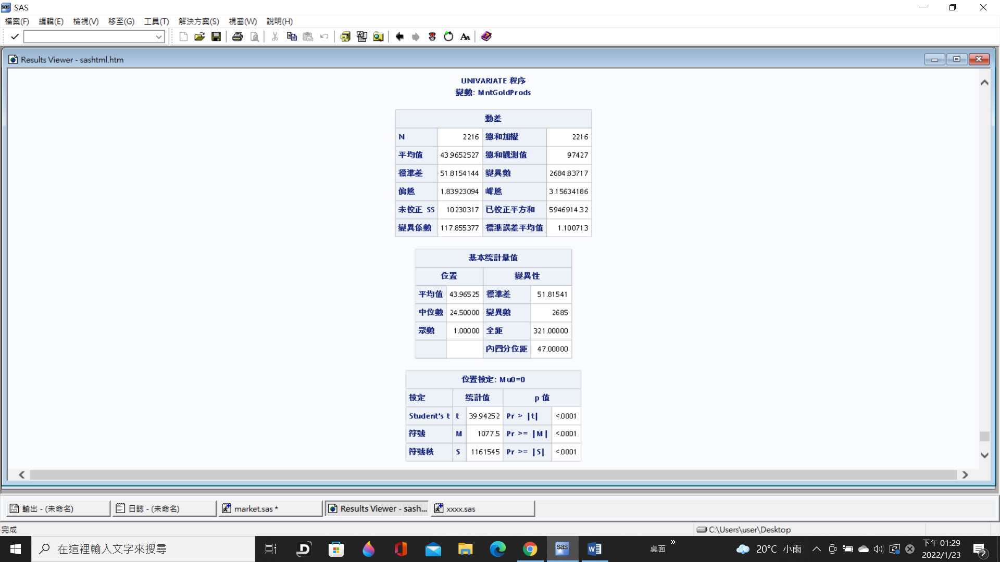 SAS
檔案(F) 編輯(E) 檢視(V) 移至(G) 工具(T) 解決方案(S) 視窗(W) 說明(H)
Results Viewer - sashtml.htm
UNIVARIATE 程序
變數: MntGoldProds
動差
N 2216 總和加權 2216
平均值 43.9652527 總和觀測值 97427
標準差 51.8154144 變異數 2684.83717
偏態 1.83923094 峰態 3.15634186
未校正 SS 10230317 已校正平方和 5946914.32
變異係數 117.855377 標準誤差平均值 1.100713
基本統計量值
位置 變異性
平均值 43.96525 標準差 51.81541
中位數 24.50000 變異數 2685
眾數 1.00000 全距 321.00000
內四分位距 47.00000
位置檢定: Mu0=0
檢定 統計值 p 值
Student's t t 39.94252 Pr > |t| <.0001
符號 M 1077.5 Pr >= |M| <.0001
符號秩 S 1161545 Pr >= |S| <.0001
輸出 - (未命名) 日誌 - (未命名) market.sas * Results Viewer - sash... xxxx.sas
完成 C:\Users\user\Desktop
在這裡輸入文字來搜尋 sas 桌面 » 20°C 小雨 下午 01:29
2022/1/23 2